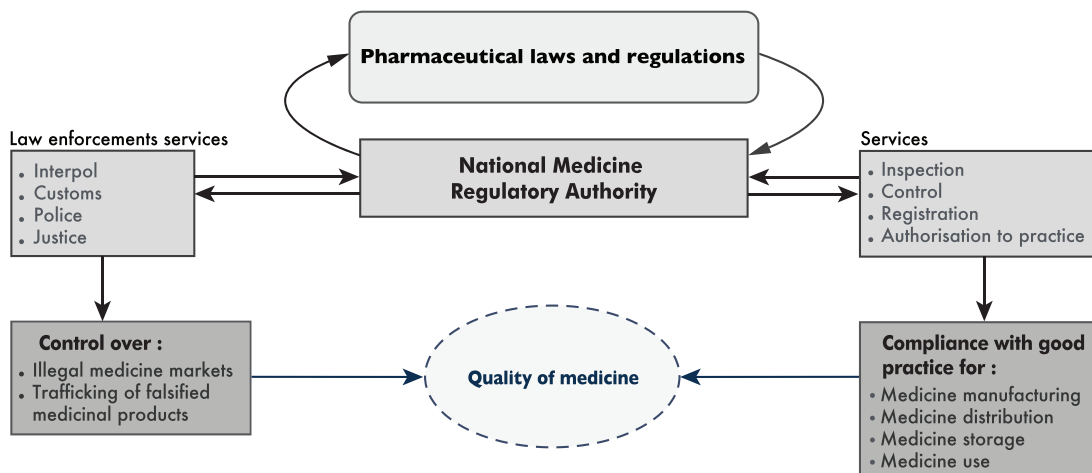 Pharmaceutical laws and regulations
Law enforcements services
• Interpol
• Customs
• Police
• Justice
National Medicine
Regulatory Authority
Services
• Inspection
• Control
• Registration
• Authorisation to practice
Control over :
• Illegal medicine markets
• Trafficking of falsified
medicinal products
Quality of medicine
Compliance with good
practice for :
• Medicine manufacturing
• Medicine distribution
• Medicine storage
• Medicine use